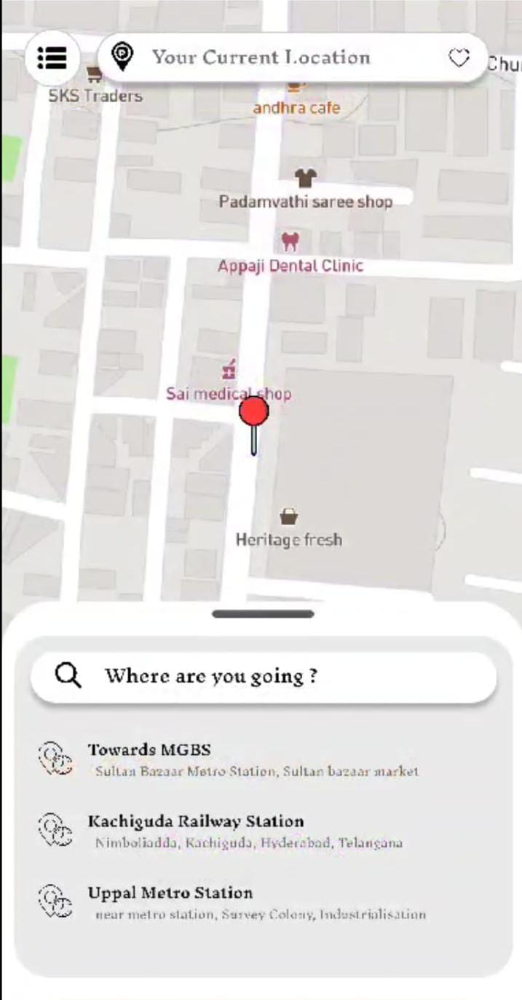 Your Current Location
Chu
SKS Traders
andhra cafe
Padamvathi saree shop
Appaji Dental Clinic
Sai medical shop
Heritage fresh
Where are you going ?
Towards MGBS
Sultan Bazaar Metro Station, Sultan bazaar market
Kachiguda Railway Station
Nimboliadda, Kachiguda, Hyderabad, Telangana
Uppal Metro Station
near metro station, Survey Colony, Industrialisation